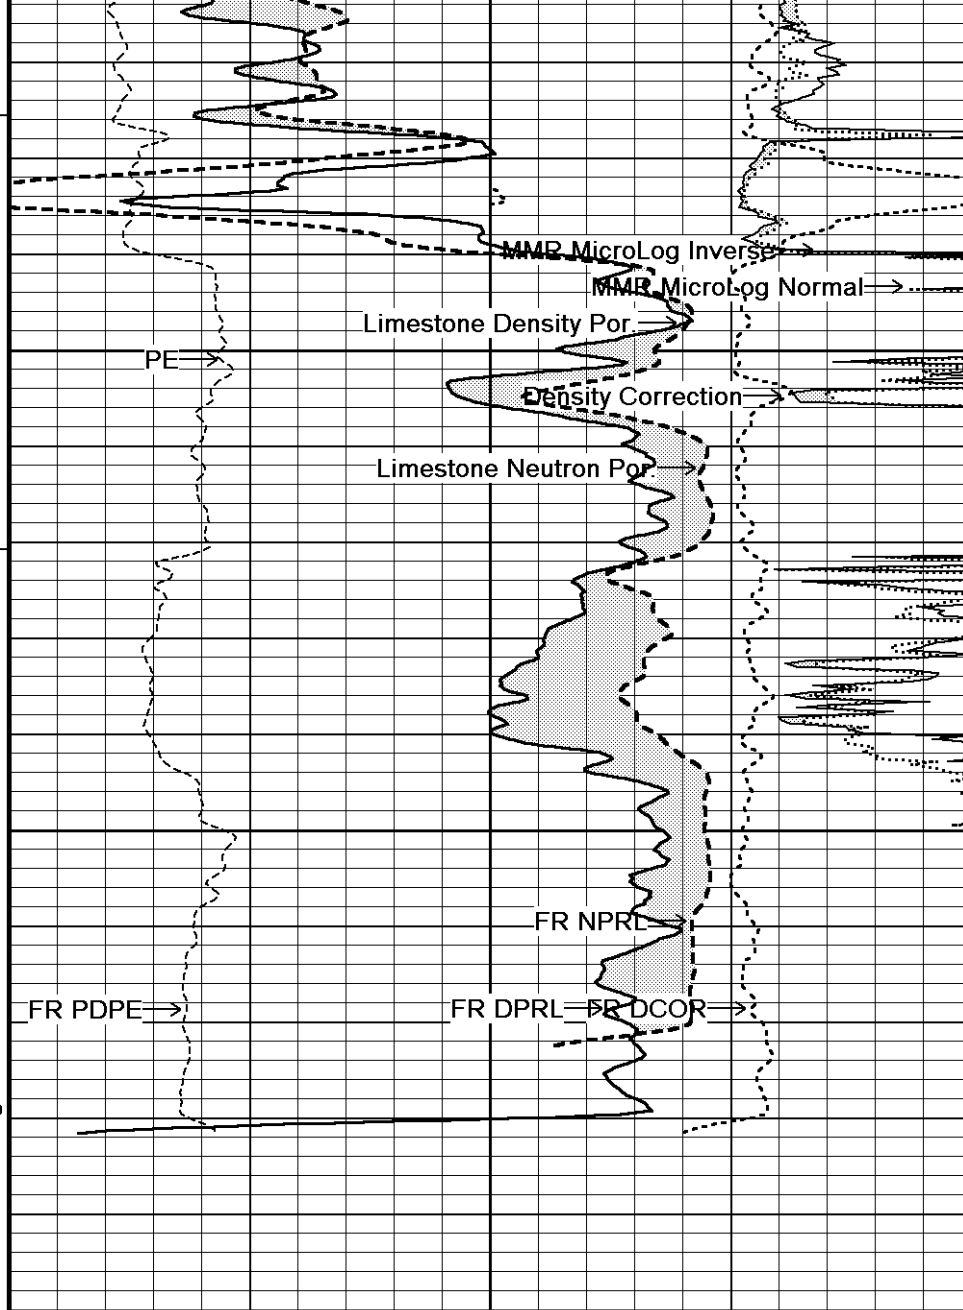 MMR MicroLog Inverse
MMR MicroLog Normal
Limestone Density Por.
PE
Density Correction
Limestone Neutron Por.
FR NPRL
FR PDPE
FR DPRL
FR DCOR